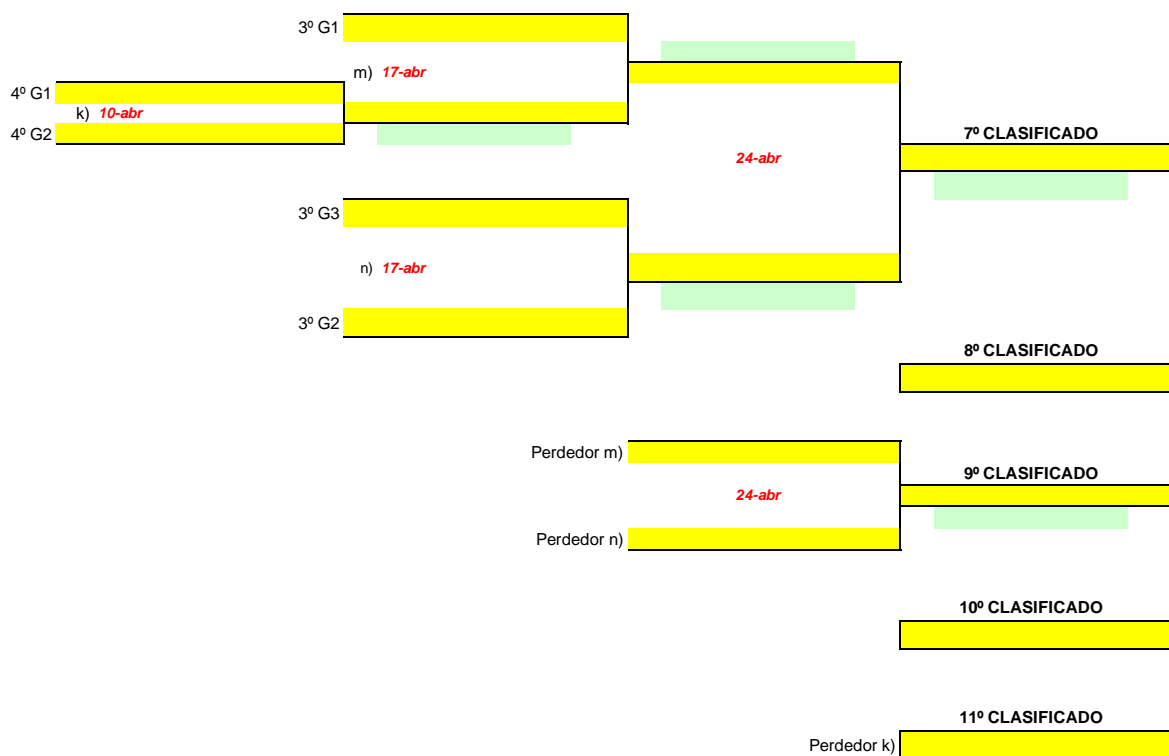 3º G1
m) 17-abr
4º G1
k) 10-abr
4º G2
7º CLASIFICADO
24-abr
3º G3
n) 17-abr
3º G2
8º CLASIFICADO
Perdedor m)
9º CLASIFICADO
24-abr
Perdedor n)
10º CLASIFICADO
11º CLASIFICADO
Perdedor k)